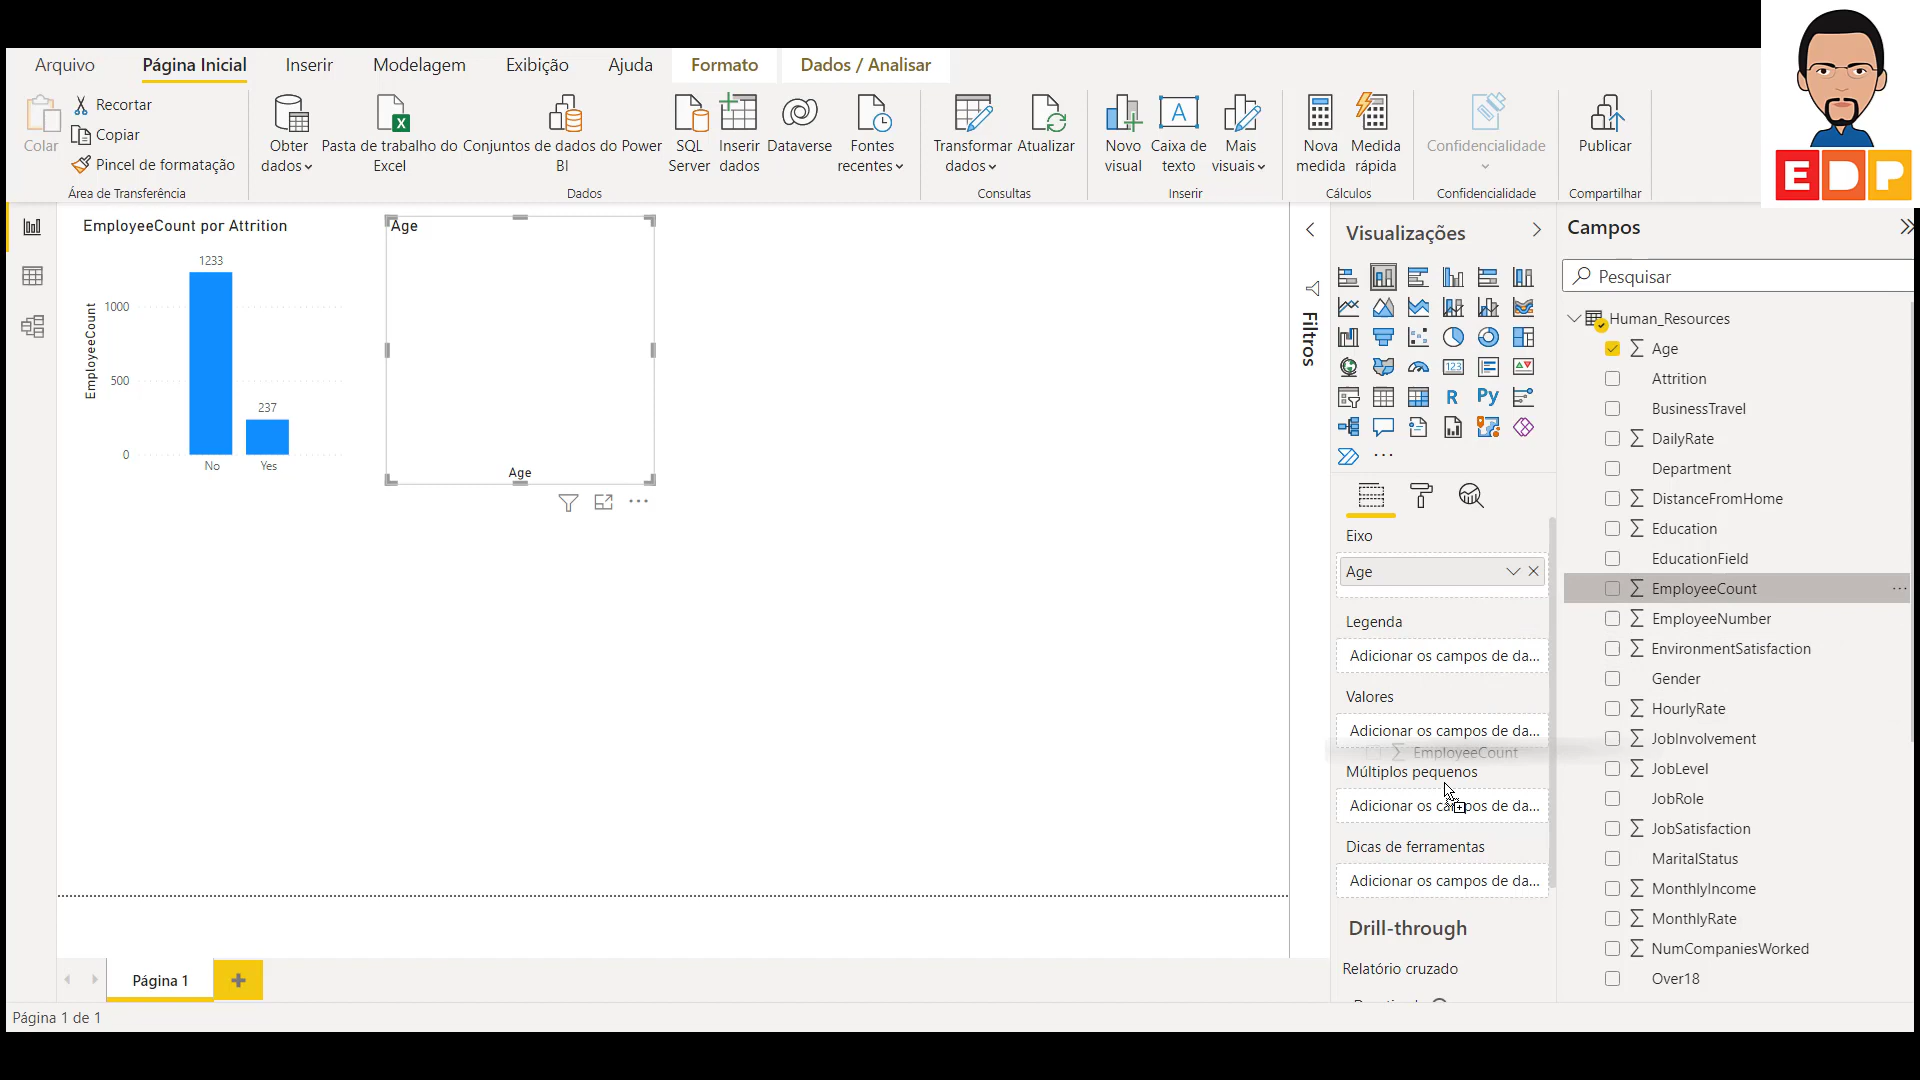 Arquivo
Página Inicial
Inserir
Modelagem
Exibição
Ajuda
Formato
Dados / Analisar
EDP
Colar
Recortar
Copiar
Pincel de formatação
Área de Transferência
Obter dados
Pasta de trabalho do Excel
Conjuntos de dados do Power BI
SQL Server
Inserir dados
Dataverse
Fontes recentes
Dados
Transformar dados
Atualizar
Consultas
Novo visual
A
Caixa de texto
Mais visuais
Inserir
Nova medida
Medida rápida
Cálculos
Confidencialidade
Confidencialidade
Publicar
Compartilhar
EmployeeCount por Attrition
EmployeeCount
1000
500
0
1233
237
No
Yes
Age
Age
Filtros
Visualizações
123
R
Py
Eixo
Age
Legenda
Adicionar os campos de da...
Valores
Adicionar os campos de da...
EmployeeCount
Múltiplos pequenos
Adicionar os campos de da...
Dicas de ferramentas
Adicionar os campos de da...
Drill-through
Relatório cruzado
Campos
Pesquisar
Human_Resources
Age
Attrition
BusinessTravel
DailyRate
Department
DistanceFromHome
Education
EducationField
EmployeeCount
EmployeeNumber
EnvironmentSatisfaction
Gender
HourlyRate
JobInvolvement
JobLevel
JobRole
JobSatisfaction
MaritalStatus
MonthlyIncome
MonthlyRate
NumCompaniesWorked
Over18
Página 1
Página 1 de 1